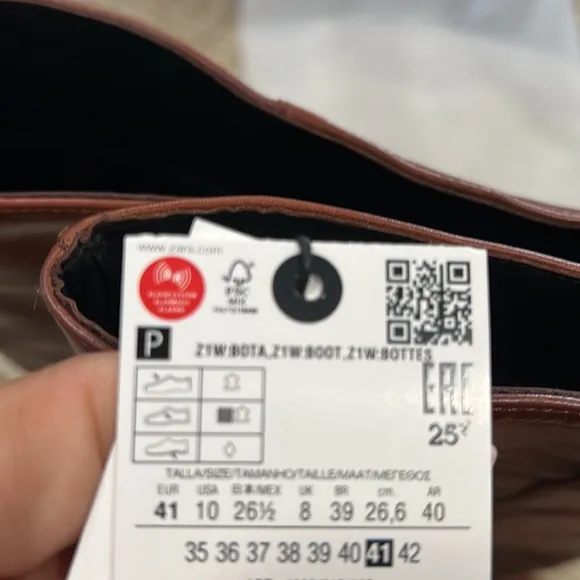 www.zara.com
FSC
MIX
P
Z1W:BOTA,Z1W:BOOT,Z1W:BOTTES
EAC
25
TALLA/SIZE/TAMANHO/TAILLE/MAAT/ΜΕΓΕΘΟΣ
EUR USA 日本/MEX UK BR cm. AR
41 10 26½ 8 39 26,6 40
35 36 37 38 39 40 41 42